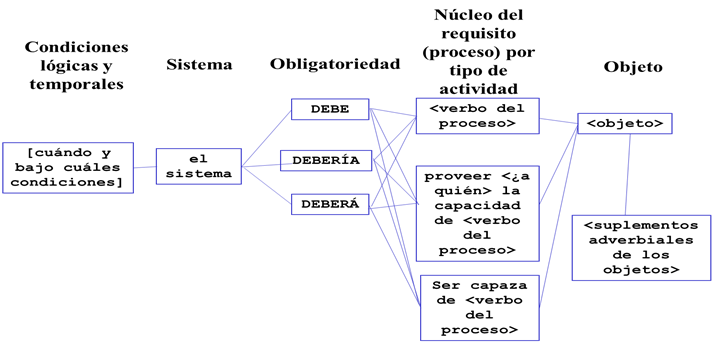 Condiciones
lógicas y
temporales
Sistema
Obligatoriedad
Núcleo del
requisito
(proceso) por
tipo de
actividad
Objeto
[cuándo y
bajo cuáles
condiciones]
el
sistema
DEBE
DEBERÍA
DEBERÁ
<verbo del
proceso>
proveer <¿a
quién> la
capacidad
de <verbo
del
proceso>
Ser capaza
de <verbo
del
proceso>
<objeto>
<suplementos
adverbiales
de los
objetos>